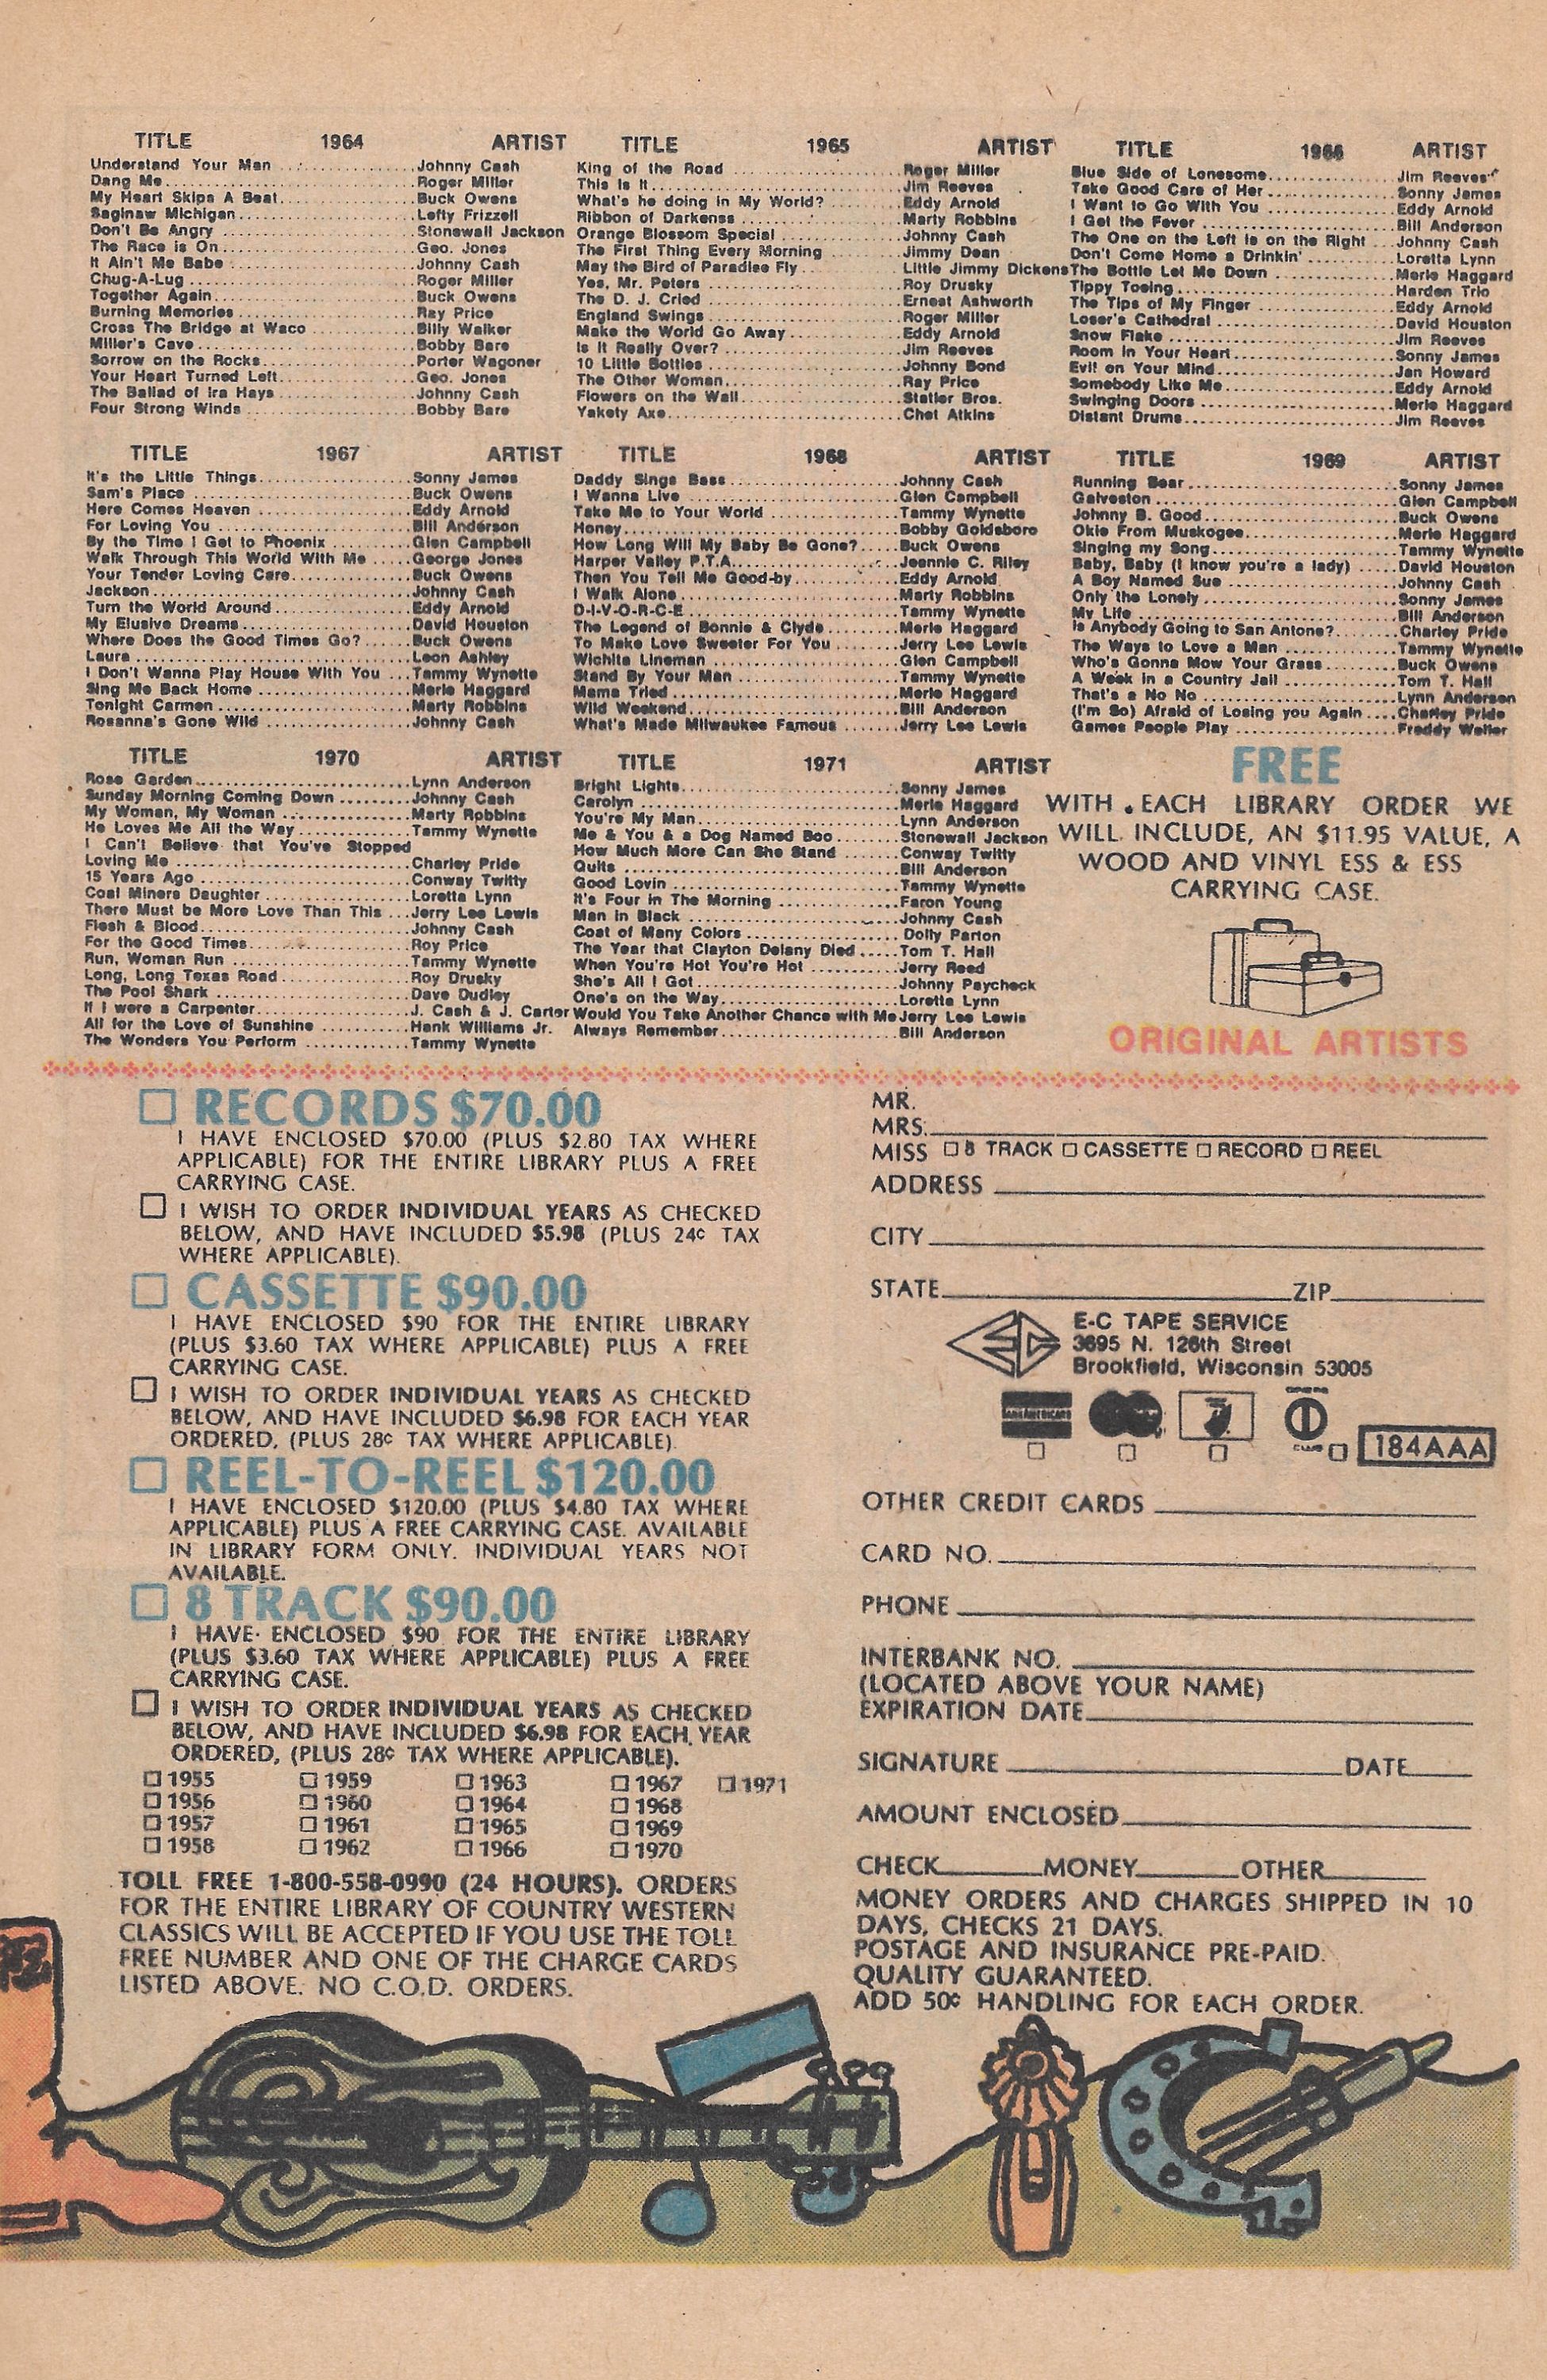 TITLE 1964 ARTIST
Understand Your Man ..................Johnny Cash
Dang Me..................Roger Miller
My Heart Skips A Beat..................Buck Owens
Saginaw Michigan..................Lefty Frizzell
Don't Be Angry ..................Stonewall Jackson
The Race is On..................Geo. Jones
It Ain't Me Babe ..................Johnny Cash
Chug-A-Lug ..................Roger Miller
Together Again..................Buck Owens
Burning Memories..................Ray Price
Cross The Bridge at Waco ..................Billy Walker
Miller's Cave..................Bobby Bare
Sorrow on the Rocks..................Porter Wagoner
Your Heart Turned Left..................Geo. Jones
The Ballad of Ira Hays..................Johnny Cash
Four Strong Winds..................Bobby Bare
TITLE 1965 ARTIST
King of the Road ..................Roger Miller
This Is It..................Jim Reeves
What's he doing in My World? ..................Eddy Arnold
Ribbon of Darkenss ..................Marty Robbins
Orange Blossom Special ..................Johnny Cash
The First Thing Every Morning ..................Jimmy Dean
May the Bird of Paradise Fly..................Little Jimmy Dickens
Yes, Mr. Peters ..................Roy Drusky
The D. J. Cried ..................Ernest Ashworth
England Swings..................Roger Miller
Make the World Go Away..................Eddy Arnold
Is It Really Over? ..................Jim Reeves
10 Little Bottles ..................Johnny Bond
The Other Woman..................Ray Price
Flowers on the Wall..................Statler Bros.
Yakety Axe..................Chet Atkins
TITLE 1966 ARTIST
Blue Side of Lonesome..................Jim Reeves
Take Good Care of Her..................Sonny James
I Want to Go With You ..................Eddy Arnold
I Get the Fever ..................Bill Anderson
The One on the Left is on the Right ...Johnny Cash
Don't Come Home a Drinkin' ..................Loretta Lynn
The Bottle Let Me Down ..................Merle Haggard
Tippy Toeing..................Harden Trio
The Tips of My Finger ..................Eddy Arnold
Loser's Cathedral ..................David Houston
Snow Flake ..................Jim Reeves
Room in Your Heart..................Sonny James
Evil on Your Mind..................Jan Howard
Somebody Like Me..................Eddy Arnold
Swinging Doors ..................Merle Haggard
Distant Drums..................Jim Reeves
TITLE 1967 ARTIST
It's the Little Things..................Sonny James
Sam's Place ..................Buck Owens
Here Comes Heaven ..................Eddy Arnold
For Loving You ..................Bill Anderson
By the Time I Get to Phoenix ..................Glen Campbell
Walk Through This World With Me .....George Jones
Your Tender Loving Care..................Buck Owens
Jackson..................Johnny Cash
Turn the World Around..................Eddy Arnold
My Elusive Dreams..................David Houston
Where Does the Good Times Go?......Buck Owens
Laura ..................Leon Ashley
I Don't Wanna Play House With You ...Tammy Wynette
Sing Me Back Home ..................Merle Haggard
Tonight Carmen..................Marty Robbins
Rosanna's Gone Wild ..................Johnny Cash
TITLE 1968 ARTIST
Daddy Sings Bass..................Johnny Cash
I Wanna Live ..................Glen Campbell
Take Me to Your World ..................Tammy Wynette
Honey..................Bobby Goldsboro
How Long Will My Baby Be Gone?.....Buck Owens
Harper Valley P.T.A...................Jeannie C. Riley
Then You Tell Me Good-by..................Eddy Arnold
I Walk Alone..................Marty Robbins
D-I-V-O-R-C-E ..................Tammy Wynette
The Legend of Bonnie & Clyde.........Merle Haggard
To Make Love Sweeter For You ........Jerry Lee Lewis
Wichita Lineman ..................Glen Campbell
Stand By Your Man ..................Tammy Wynette
Mama Tried..................Merle Haggard
Wild Weekend..................Bill Anderson
What's Made Milwaukee Famous .......Jerry Lee Lewis
TITLE 1969 ARTIST
Running Bear..................Sonny James
Galveston ..................Glen Campbell
Johnny B. Good..................Buck Owens
Okie From Muskogee..................Merle Haggard
Singing my Song..................Tammy Wynette
Baby, Baby (I know you're a lady) .....David Houston
A Boy Named Sue ..................Johnny Cash
Only the Lonely..................Sonny James
My Life..................Bill Anderson
Is Anybody Going to San Antone?.......Charley Pride
The Ways to Love a Man ..................Tammy Wynette
Who's Gonna Mow Your Grass.........Buck Owens
A Week in a Country Jail ..................Tom T. Hall
That's a No No ..................Lynn Anderson
(I'm So) Afraid of Losing you Again ....Charley Pride
Games People Play ..................Freddy Weller
TITLE 1970 ARTIST
Rose Garden..................Lynn Anderson
Sunday Morning Coming Down .........Johnny Cash
My Woman, My Woman ..................Marty Robbins
He Loves Me All the Way..................Tammy Wynette
I Can't Believe that You've Stopped
Loving Me ..................Charley Pride
15 Years Ago ..................Conway Twitty
Coal Miners Daughter ..................Loretta Lynn
There Must be More Love Than This ...Jerry Lee Lewis
Flesh & Blood..................Johnny Cash
For the Good Times..................Roy Price
Run, Woman Run ..................Tammy Wynette
Long, Long Texas Road..................Roy Drusky
The Pool Shark ..................Dave Dudley
If I were a Carpenter..................J. Cash & J. Carter
All for the Love of Sunshine ..................Hank Williams Jr.
The Wonders You Perform ..................Tammy Wynette
TITLE 1971 ARTIST
Bright Lights..................Sonny James
Carolyn ..................Merle Haggard
You're My Man..................Lynn Anderson
Me & You & a Dog Named Boo.......Stonewall Jackson
How Much More Can She Stand .......Conway Twitty
Quits ..................Bill Anderson
Good Lovin ..................Tammy Wynette
It's Four in The Morning ..................Faron Young
Man in Black ..................Johnny Cash
Coat of Many Colors..................Dolly Parton
The Year that Clayton Delany Died.....Tom T. Hall
When You're Hot You're Hot ..........Jerry Reed
She's All I Got..................Johnny Paycheck
One's on the Way..................Loretta Lynn
Would You Take Another Chance with Me Jerry Lee Lewis
Always Remember..................Bill Anderson
FREE
WITH EACH LIBRARY ORDER WE
WILL INCLUDE, AN $11.95 VALUE, A
WOOD AND VINYL ESS & ESS
CARRYING CASE.
ORIGINAL ARTISTS
RECORDS $70.00
I HAVE ENCLOSED $70.00 (PLUS $2.80 TAX WHERE
APPLICABLE) FOR THE ENTIRE LIBRARY PLUS A FREE
CARRYING CASE.
I WISH TO ORDER INDIVIDUAL YEARS AS CHECKED
BELOW, AND HAVE INCLUDED $5.98 (PLUS 24¢ TAX
WHERE APPLICABLE).
CASSETTE $90.00
I HAVE ENCLOSED $90 FOR THE ENTIRE LIBRARY
(PLUS $3.60 TAX WHERE APPLICABLE) PLUS A FREE
CARRYING CASE.
I WISH TO ORDER INDIVIDUAL YEARS AS CHECKED
BELOW, AND HAVE INCLUDED $6.98 FOR EACH YEAR
ORDERED, (PLUS 28¢ TAX WHERE APPLICABLE).
REEL-TO-REEL $120.00
I HAVE ENCLOSED $120.00 (PLUS $4.80 TAX WHERE
APPLICABLE) PLUS A FREE CARRYING CASE. AVAILABLE
IN LIBRARY FORM ONLY. INDIVIDUAL YEARS NOT
AVAILABLE.
8 TRACK $90.00
I HAVE ENCLOSED $90 FOR THE ENTIRE LIBRARY
(PLUS $3.60 TAX WHERE APPLICABLE) PLUS A FREE
CARRYING CASE.
I WISH TO ORDER INDIVIDUAL YEARS AS CHECKED
BELOW, AND HAVE INCLUDED $6.98 FOR EACH YEAR
ORDERED, (PLUS 28¢ TAX WHERE APPLICABLE).
1955 1959 1963 1967 1971
1956 1960 1964 1968
1957 1961 1965 1969
1958 1962 1966 1970
TOLL FREE 1-800-558-0990 (24 HOURS). ORDERS
FOR THE ENTIRE LIBRARY OF COUNTRY WESTERN
CLASSICS WILL BE ACCEPTED IF YOU USE THE TOLL
FREE NUMBER AND ONE OF THE CHARGE CARDS
LISTED ABOVE. NO C.O.D. ORDERS.
MR.
MRS.
MISS 8 TRACK CASSETTE RECORD REEL
ADDRESS
CITY
STATE ZIP
E-C TAPE SERVICE
3695 N. 126th Street
Brookfield, Wisconsin 53005
BANKAMERICARD
184AAA
OTHER CREDIT CARDS
CARD NO.
PHONE
INTERBANK NO.
(LOCATED ABOVE YOUR NAME)
EXPIRATION DATE
SIGNATURE DATE
AMOUNT ENCLOSED
CHECK MONEY OTHER
MONEY ORDERS AND CHARGES SHIPPED IN 10
DAYS, CHECKS 21 DAYS.
POSTAGE AND INSURANCE PRE-PAID.
QUALITY GUARANTEED.
ADD 50¢ HANDLING FOR EACH ORDER.